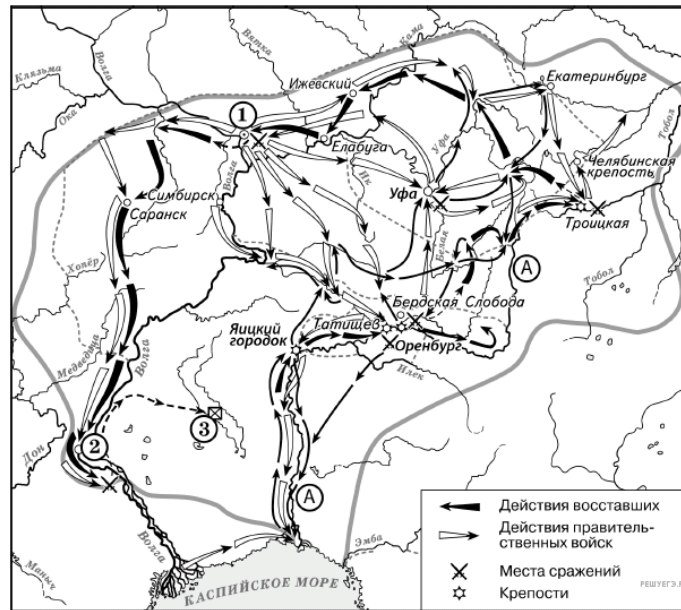 Клязьма
Волга
Вятка
Кама
Ока
Ижевский
Екатеринбург
Тобол
1
Елабуга
Уфа
Челябинская
крепость
Волга
Ик
Уфа
Симбирск
Саранск
Белая
Троицкая
А
Хопёр
Тобол
Бердская Слобода
Татищев
Яицкий
городок
Оренбург
Медведица
Волга
Илек
3
2
Дон
А
Волга
Эмба
Маныч
КАСПИЙСКОЕ МОРЕ
Действия восставших
Действия правитель-
ственных войск
Места сражений
Крепости
РЕШУЕГЭ.Р